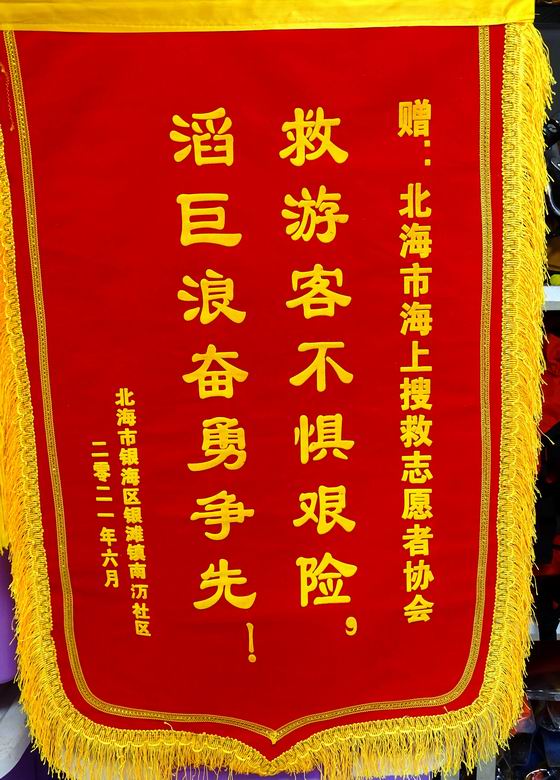 赠：北海市海上搜救志愿者协会
救游客不惧艰险，
滔巨浪奋勇争先！
北海市银海区银滩镇南沥社区
二零二一年六月